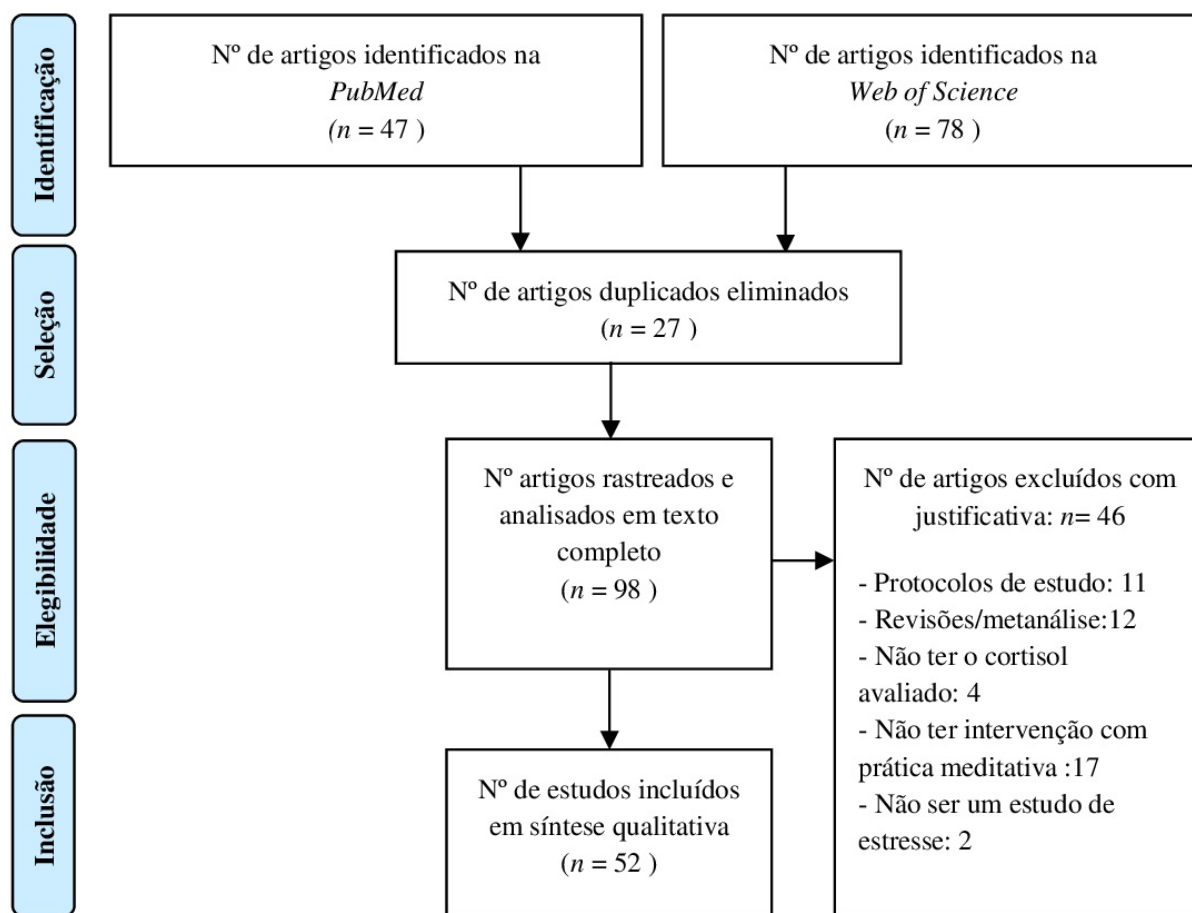 Identificação
Nº de artigos identificados na
PubMed
(n = 47 )
Nº de artigos identificados na
Web of Science
(n = 78 )
Seleção
Nº de artigos duplicados eliminados
(n = 27 )
Elegibilidade
Nº artigos rastreados e
analisados em texto
completo
(n = 98 )
Nº de artigos excluídos com
justificativa: n= 46
- Protocolos de estudo: 11
- Revisões/metanálise:12
- Não ter o cortisol
avaliado: 4
- Não ter intervenção com
prática meditativa :17
- Não ser um estudo de
estresse: 2
Inclusão
Nº de estudos incluídos
em síntese qualitativa
(n = 52 )